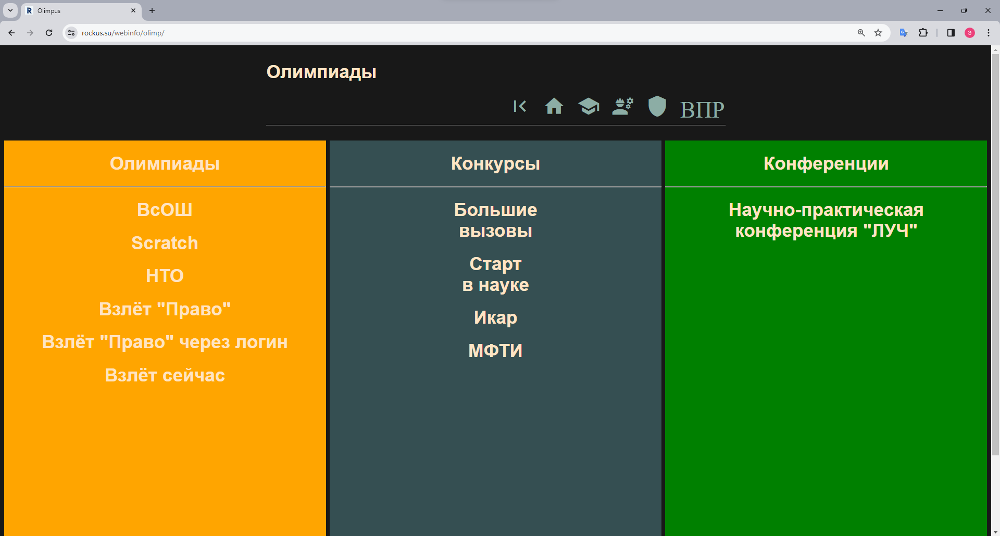 Olimpus
rockus.su/webinfo/olimp/
Э
Олимпиады
ВПР
Олимпиады
ВсОШ
Scratch
НТО
Взлёт "Право"
Взлёт "Право" через логин
Взлёт сейчас
Конкурсы
Большие
вызовы
Старт
в науке
Икар
МФТИ
Конференции
Научно-практическая
конференция "ЛУЧ"